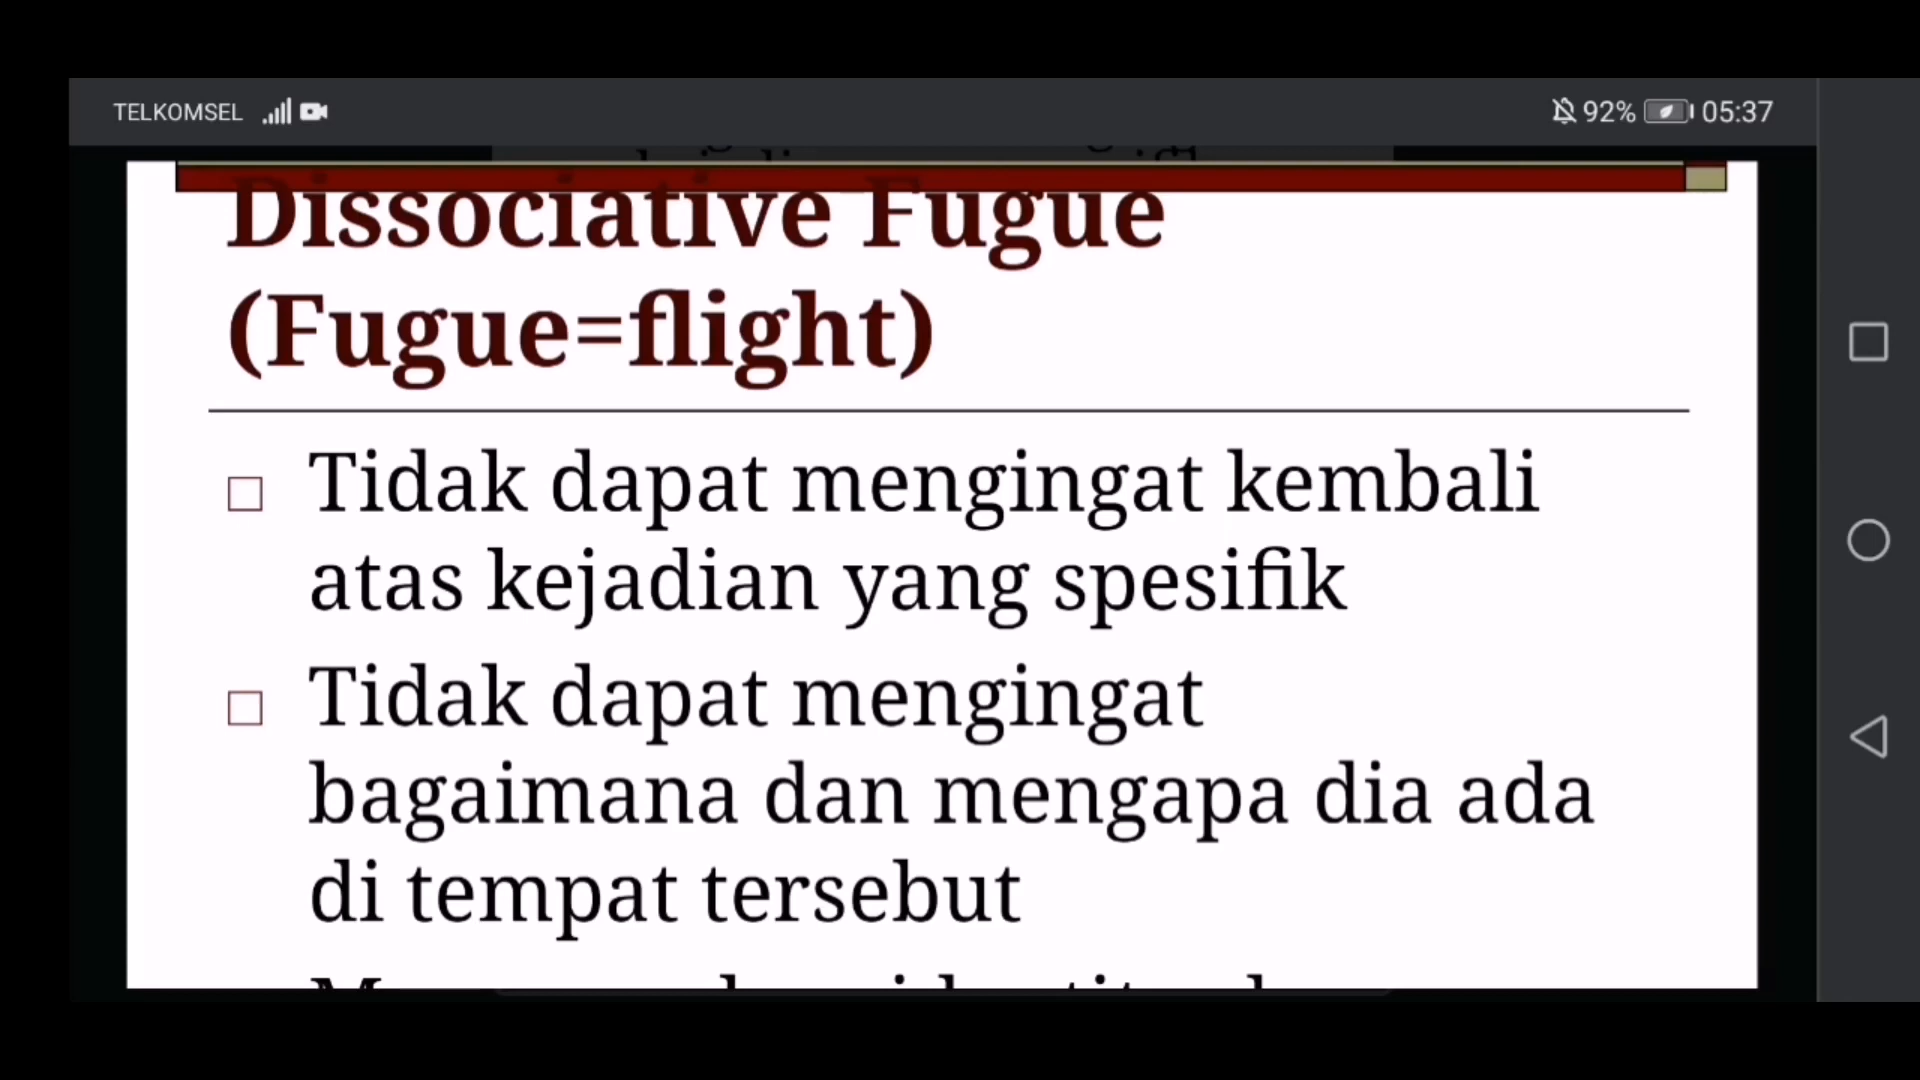 TELKOMSEL
92% 05:37
Dissociative Fugue
(Fugue=flight)
Tidak dapat mengingat kembali
atas kejadian yang spesifik
Tidak dapat mengingat
bagaimana dan mengapa dia ada
di tempat tersebut